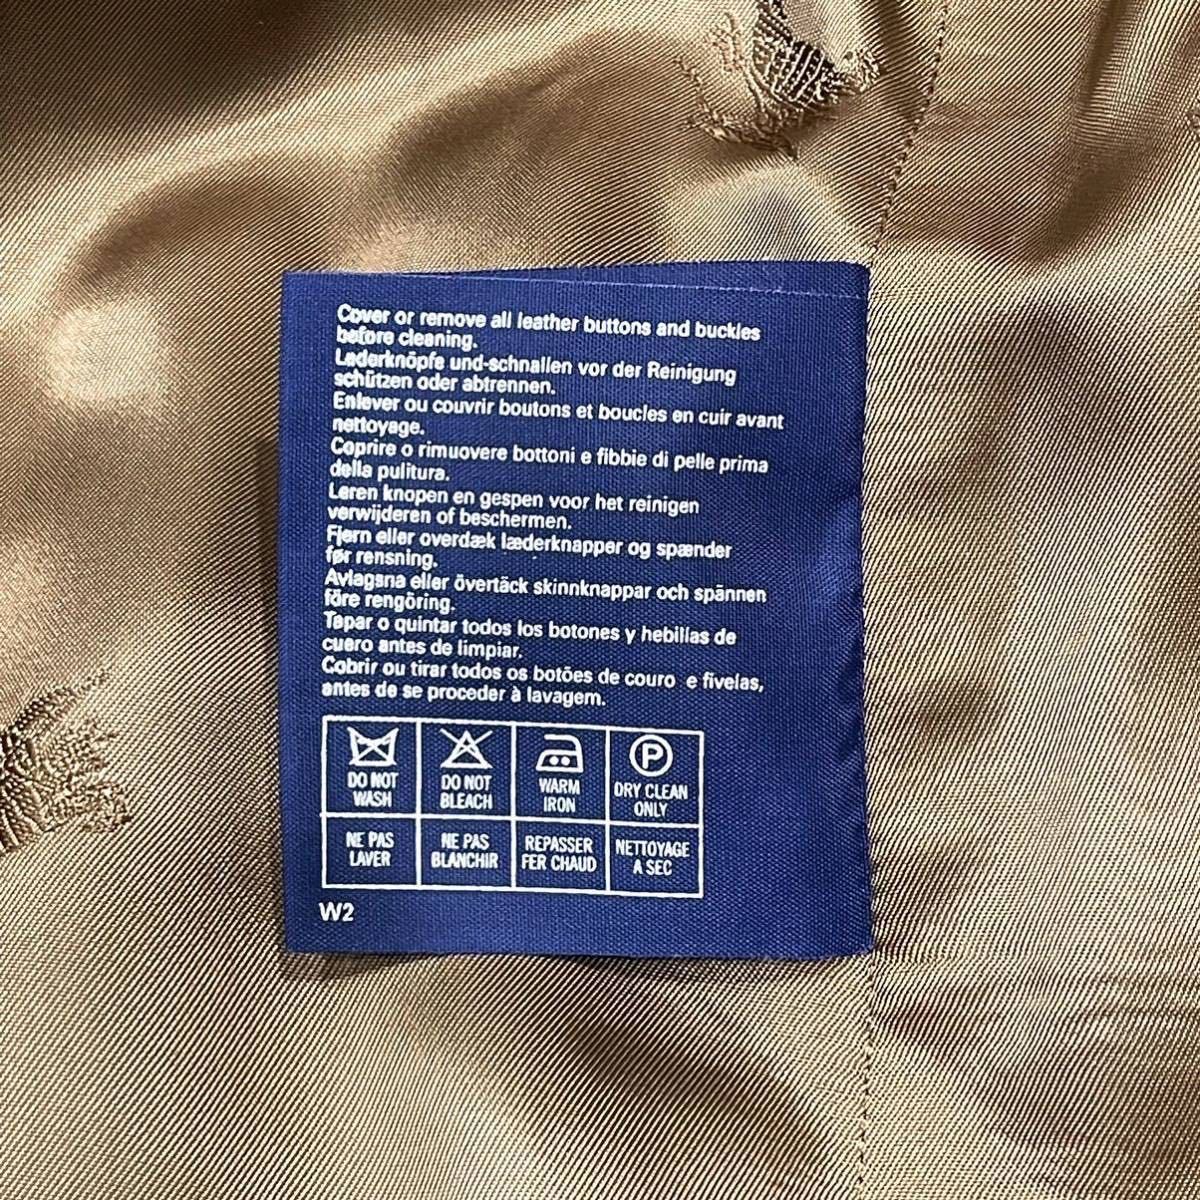 Cover or remove all leather buttons and buckles
before cleaning.
Lederknöpfe und-schnallen vor der Reinigung
schützen oder abtrennen.
Enlever ou couvrir boutons et boucles en cuir avant
nettoyage.
Coprire o rimuovere bottoni e fibbie di pelle prima
della pulitura.
Leren knopen en gespen voor het reinigen
verwijderen of beschermen.
Fjern eller overdæk læderknapper og spænder
før rensning.
Avlagsna eller övertäck skinnknappar och spännen
före rengöring.
Tapar o quintar todos los botones y hebillas de
cuero antes de limpiar.
Cobrir ou tirar todos os botões de couro e fivelas,
antes de se proceder à lavagem.
P
DO NOT
WASH
DO NOT
BLEACH
WARM
IRON
DRY CLEAN
ONLY
NE PAS
LAVER
NE PAS
BLANCHIR
REPASSER
FER CHAUD
NETTOYAGE
A SEC
W2